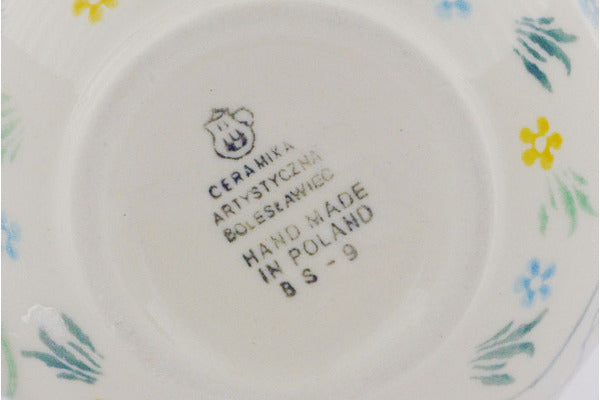 CERAMIKA
ARTYSTYCZNA
BOLESŁAWIEC
HAND MADE
IN POLAND
BS-9